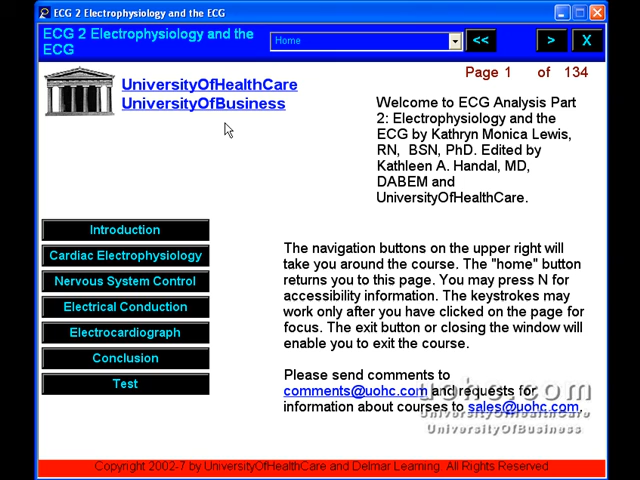 ECG 2 Electrophysiology and the ECG
ECG 2 Electrophysiology and the
ECG
Home
<<
>
X
Page 1 of 134
UniversityOfHealthCare
UniversityOfBusiness
Welcome to ECG Analysis Part
2: Electrophysiology and the
ECG by Kathryn Monica Lewis,
RN, BSN, PhD. Edited by
Kathleen A. Handal, MD,
DABEM and
UniversityOfHealthCare.
Introduction
Cardiac Electrophysiology
Nervous System Control
Electrical Conduction
Electrocardiograph
Conclusion
Test
The navigation buttons on the upper right will
take you around the course. The "home" button
returns you to this page. You may press N for
accessibility information. The keystrokes may
work only after you have clicked on the page for
focus. The exit button or closing the window will
enable you to exit the course.
Please send comments to
comments@uohc.com and requests for
information about courses to sales@uohc.com.
uohc.com
UniversityOfHealthCare
UniversityOfBusiness
Copyright 2002-7 by UniversityOfHealthCare and Delmar Learning. All Rights Reserved